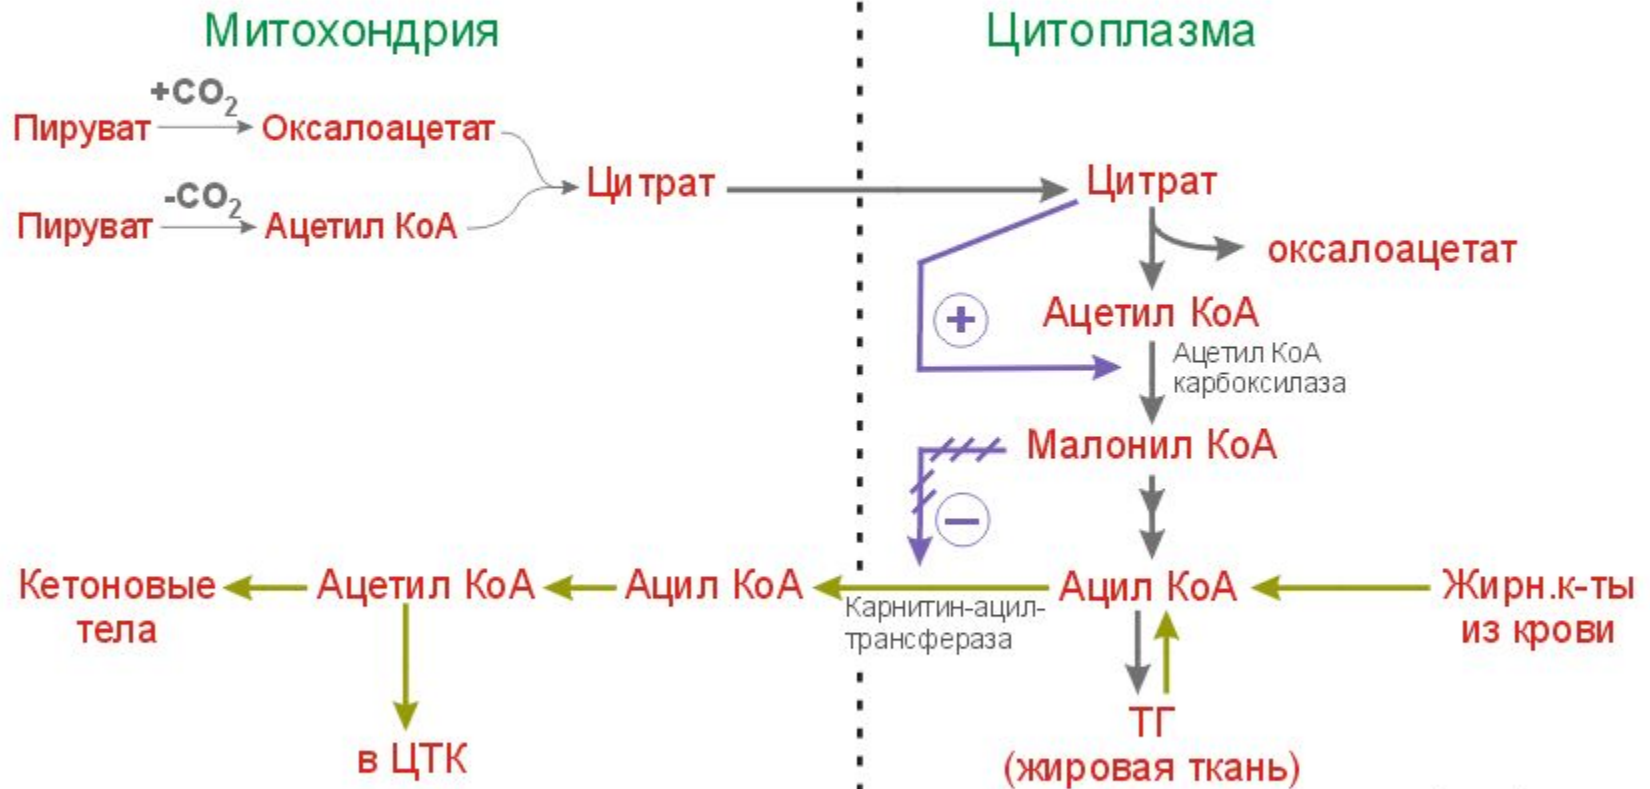 Митохондрия
Цитоплазма
+CO2
Пируват
Оксалоацетат
-CO2
Пируват
Ацетил КоА
Цитрат
Цитрат
оксалоацетат
+
Ацетил КоА
Ацетил КоА
карбоксилаза
Малонил КоА
−
Кетоновые
тела
Ацетил КоА
Ацил КоА
Карнитин-ацил-
трансфераза
Ацил КоА
Жирн.к-ты
из крови
в ЦТК
ТГ
(жировая ткань)